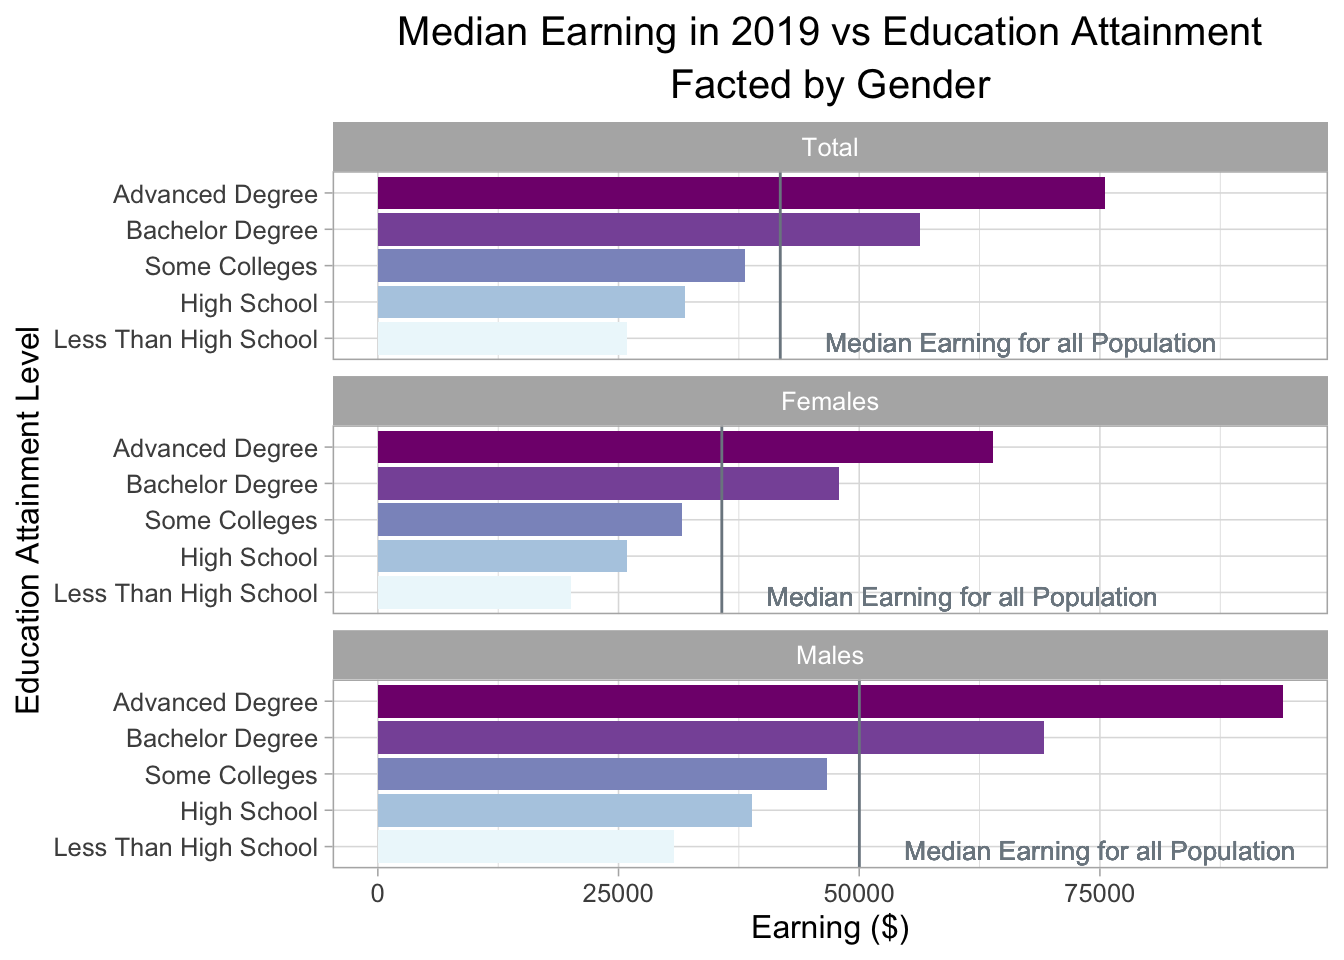 Median Earning in 2019 vs Education Attainment
Facted by Gender
Education Attainment Level
Total
Advanced Degree
Bachelor Degree
Some Colleges
High School
Less Than High School
Median Earning for all Population
Females
Advanced Degree
Bachelor Degree
Some Colleges
High School
Less Than High School
Median Earning for all Population
Males
Advanced Degree
Bachelor Degree
Some Colleges
High School
Less Than High School
Median Earning for all Population
0 25000 50000 75000
Earning ($)